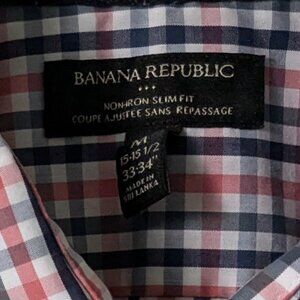 BANANA REPUBLIC
NON-IRON SLIM FIT
COUPE AJUSTÉE SANS REPASSAGE
M
15-15 1/2
33-34"
MADE IN
SRI LANKA